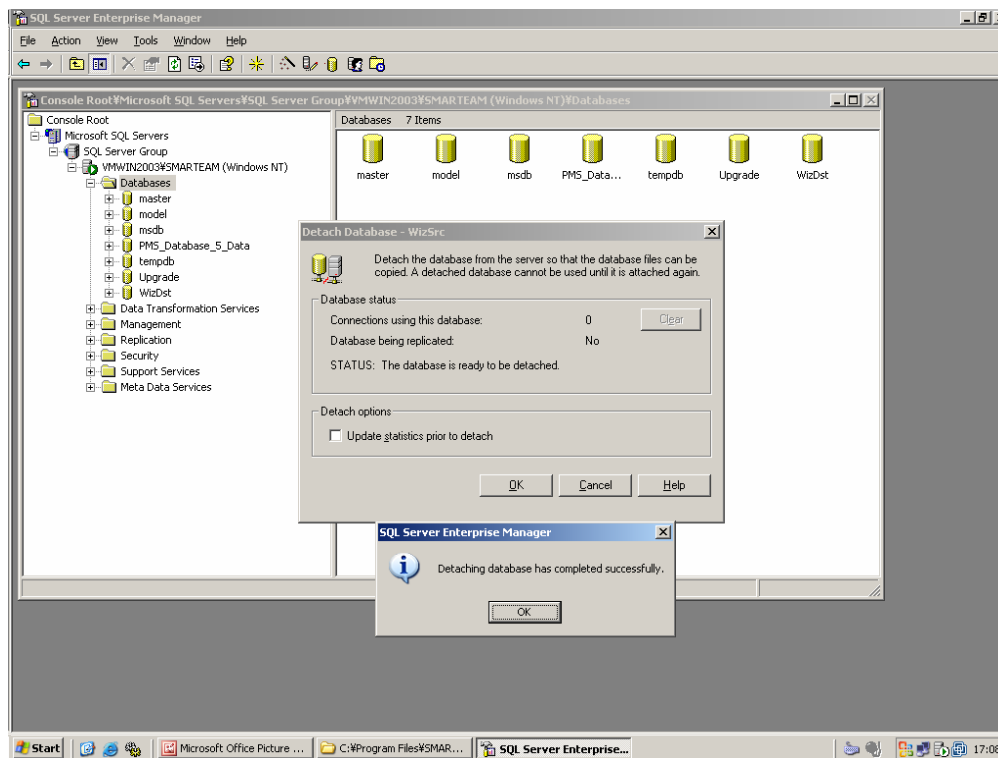 SQL Server Enterprise Manager
File Action View Tools Window Help
Console Root¥Microsoft SQL Servers¥SQL Server Group¥VMWIN2003¥SMARTEAM (Windows NT)¥Databases
Console Root
Microsoft SQL Servers
SQL Server Group
VMWIN2003¥SMARTEAM (Windows NT)
Databases
master
model
msdb
PMS_Database_5_Data
tempdb
Upgrade
WizDst
Data Transformation Services
Management
Replication
Security
Support Services
Meta Data Services
Databases 7 Items
master model msdb PMS_Data... tempdb Upgrade WizDst
Detach Database - WizSrc
Detach the database from the server so that the database files can be
copied. A detached database cannot be used until it is attached again.
Database status
Connections using this database: 0 Clear
Database being replicated: No
STATUS: The database is ready to be detached.
Detach options
Update statistics prior to detach
OK Cancel Help
SQL Server Enterprise Manager
Detaching database has completed successfully.
OK
Start Microsoft Office Picture ... C:¥Program Files¥SMAR... SQL Server Enterprise... 17:08